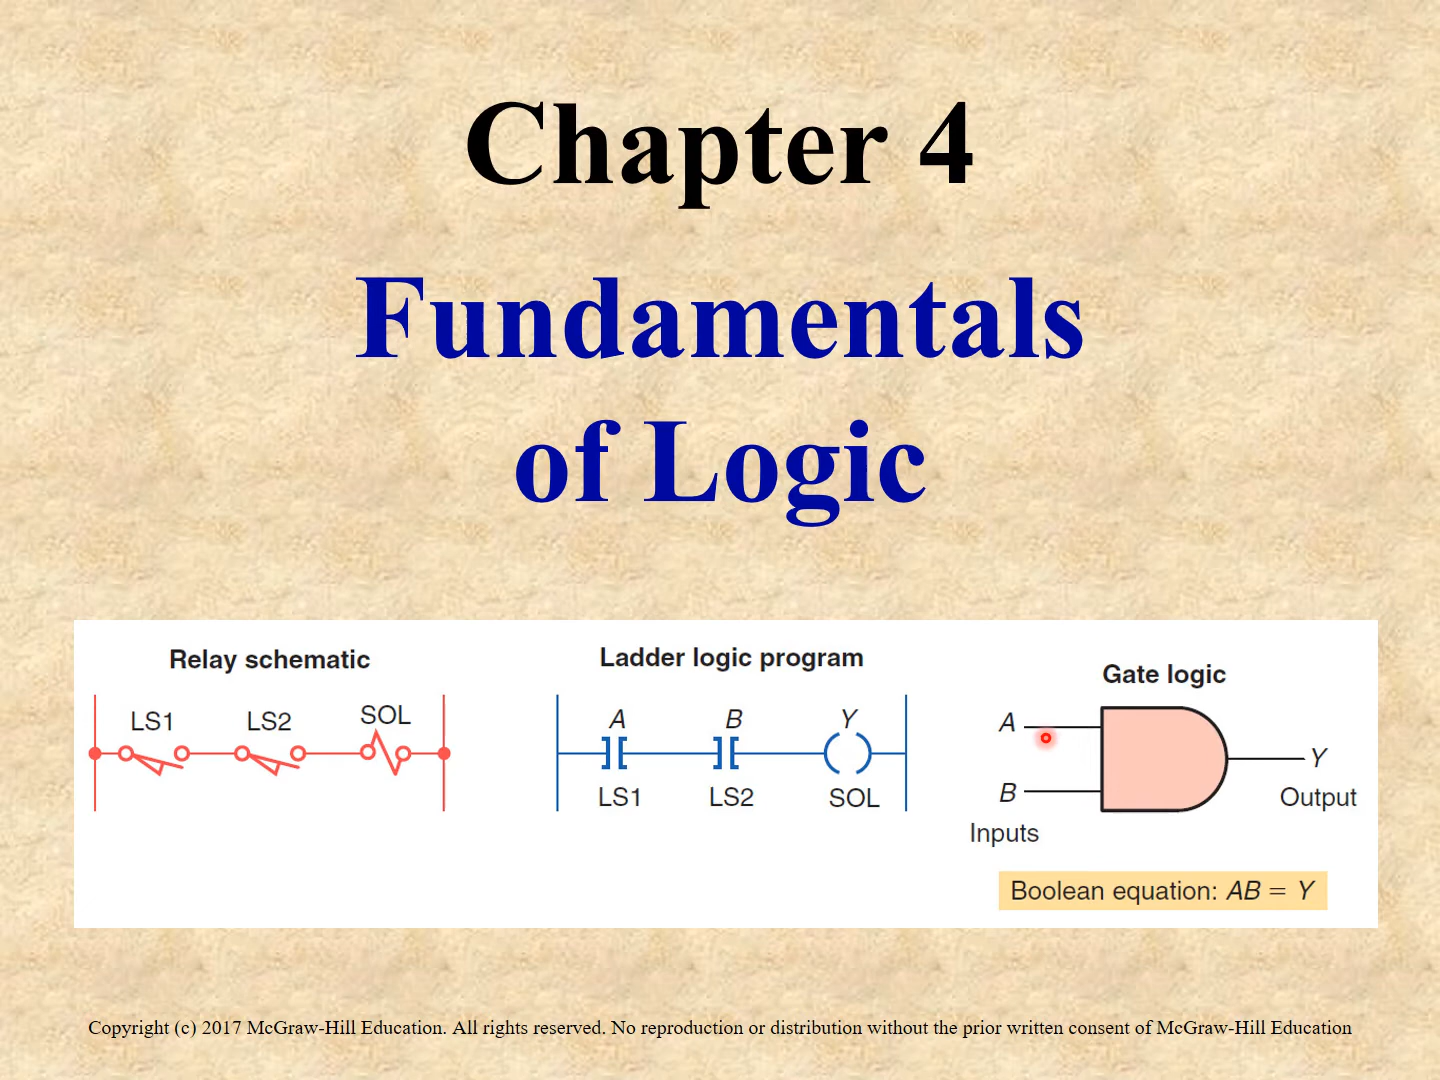 Chapter 4
Fundamentals
of Logic
Relay schematic
LS1 LS2 SOL
Ladder logic program
A B Y
LS1 LS2 SOL
Gate logic
A
B
Inputs
Y
Output
Boolean equation: AB = Y
Copyright (c) 2017 McGraw-Hill Education. All rights reserved. No reproduction or distribution without the prior written consent of McGraw-Hill Education